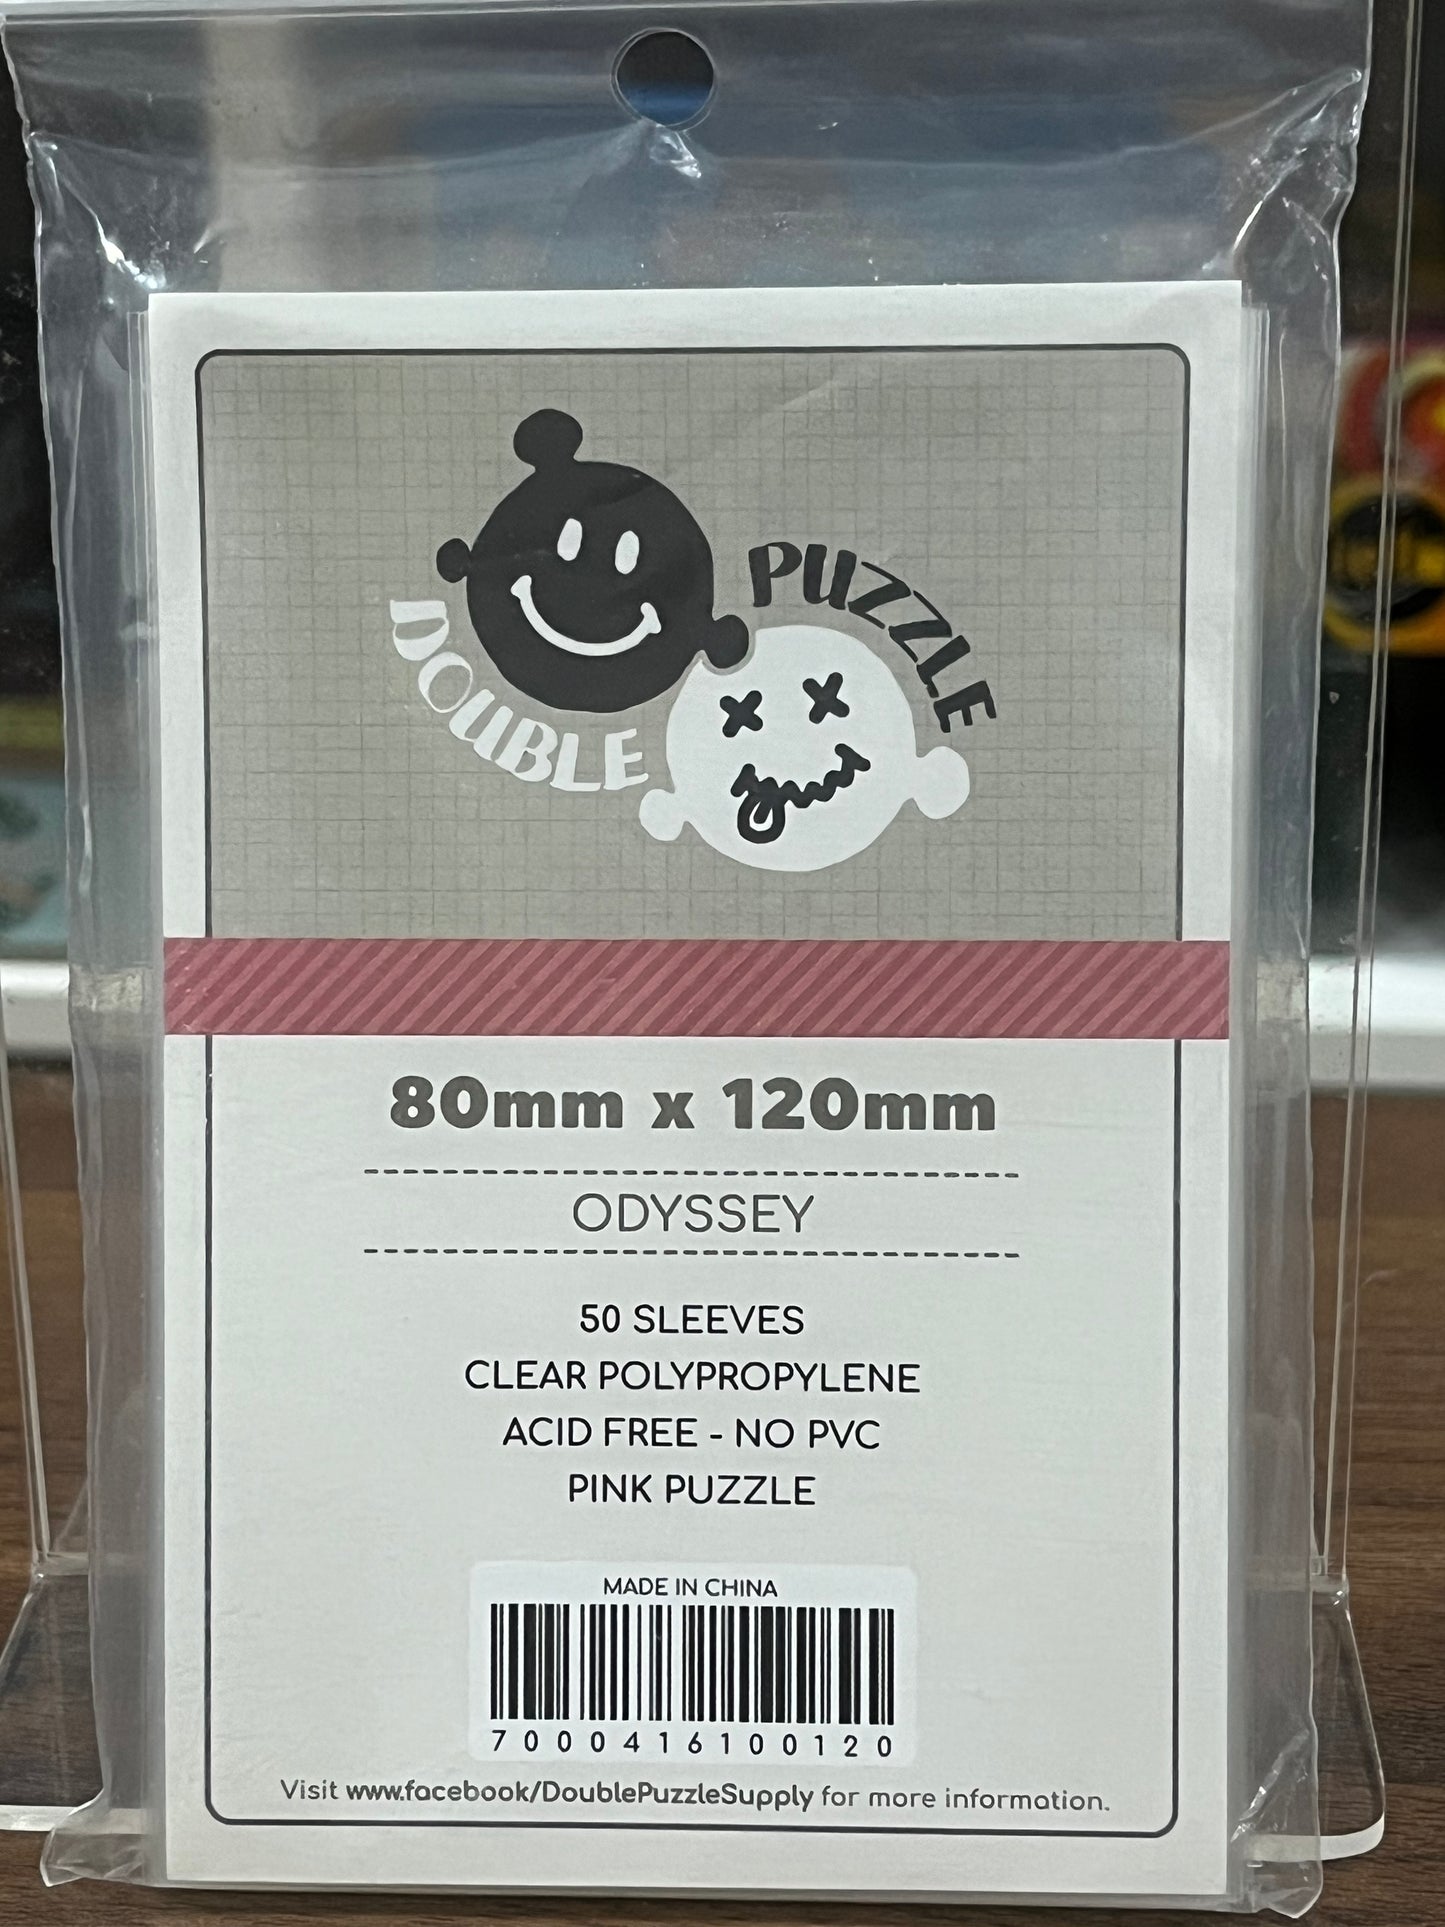 DOUBLE
PUZZLE
80mm x 120mm
ODYSSEY
50 SLEEVES
CLEAR POLYPROPYLENE
ACID FREE - NO PVC
PINK PUZZLE
MADE IN CHINA
7000416100120
Visit www.facebook/DoublePuzzleSupply for more information.